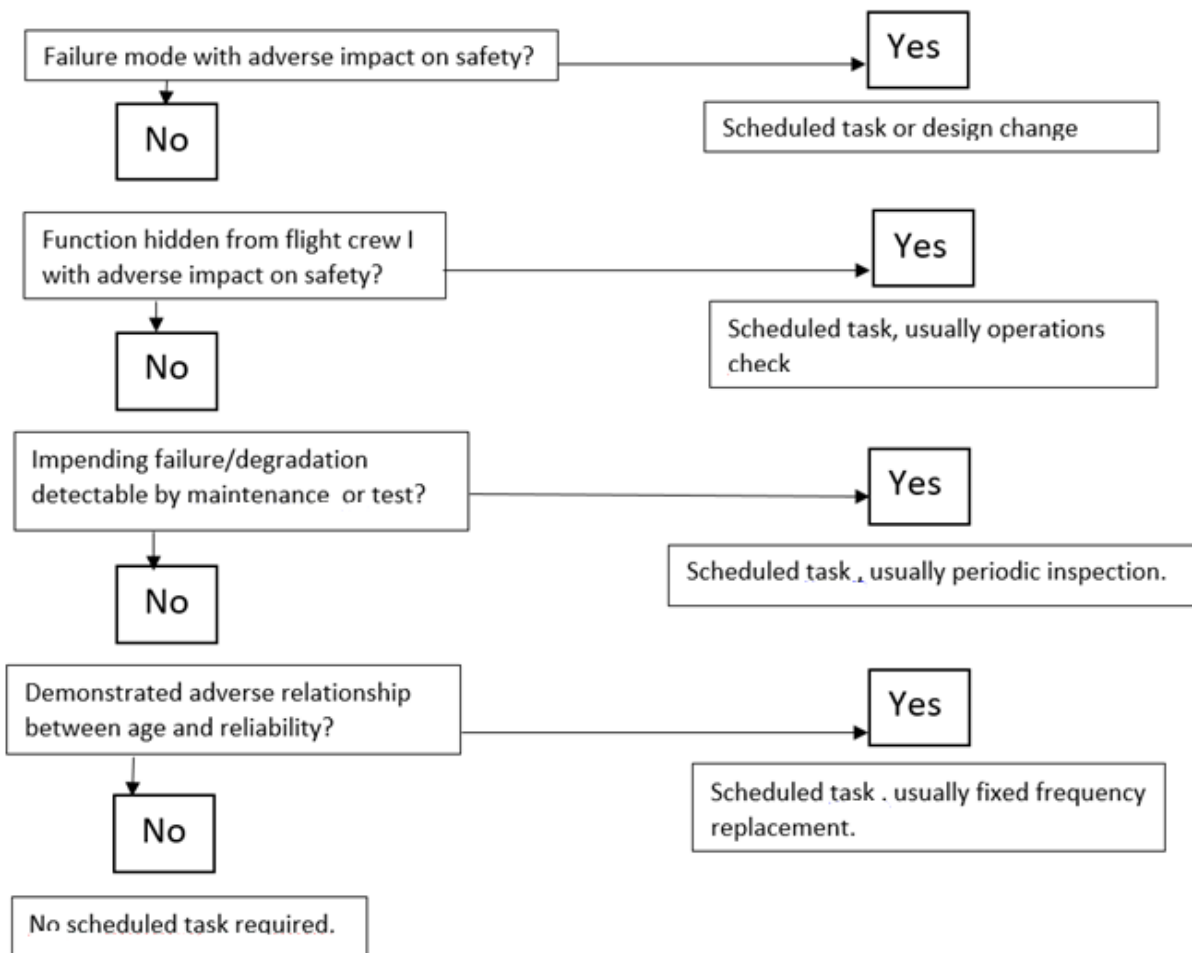 Failure mode with adverse impact on safety?
Yes
Scheduled task or design change
No
Function hidden from flight crew I
with adverse impact on safety?
Yes
Scheduled task, usually operations
check
No
Impending failure/degradation
detectable by maintenance or test?
Yes
Scheduled task , usually periodic inspection.
No
Demonstrated adverse relationship
between age and reliability?
Yes
Scheduled task . usually fixed frequency
replacement.
No
No scheduled task required.